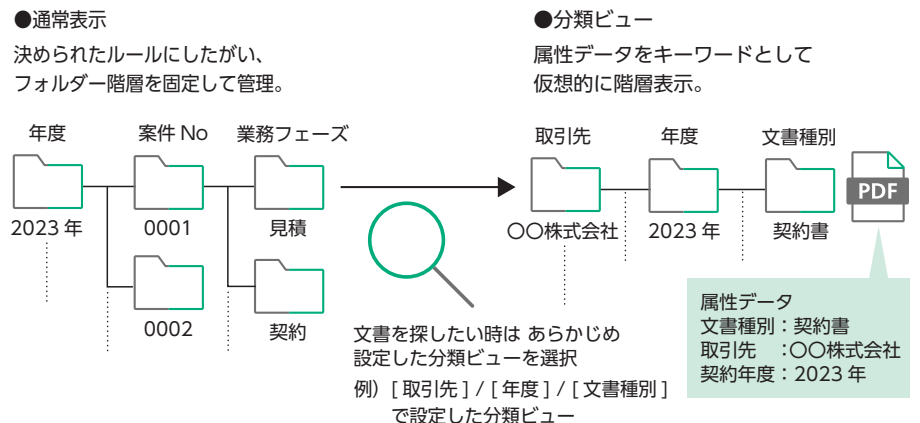 ●通常表示
決められたルールにしたがい、
フォルダー階層を固定して管理。
年度
案件 No
業務フェーズ
2023 年
0001
見積
0002
契約
文書を探したい時は あらかじめ
設定した分類ビューを選択
例）[ 取引先 ] / [ 年度 ] / [ 文書種別 ]
で設定した分類ビュー
●分類ビュー
属性データをキーワードとして
仮想的に階層表示。
取引先
年度
文書種別
PDF
〇〇株式会社
2023 年
契約書
属性データ
文書種別：契約書
取引先　：〇〇株式会社
契約年度：2023 年